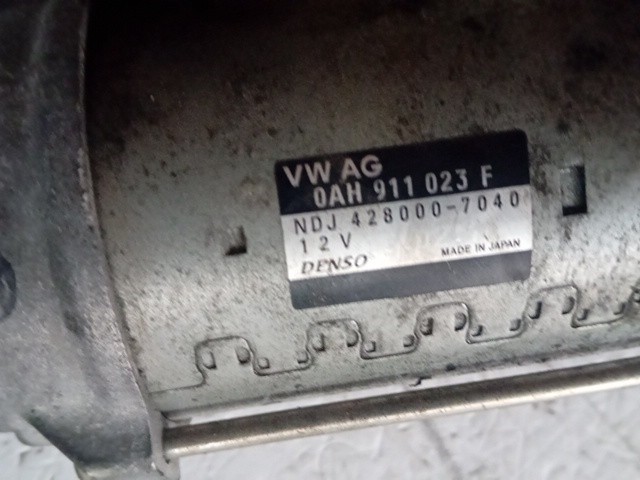 VW AG
0AH 911 023 F
NDJ 428000-7040
12V
DENSO MADE IN JAPAN